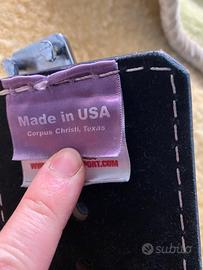 Made in USA
Corpus Christi, Texas
subito